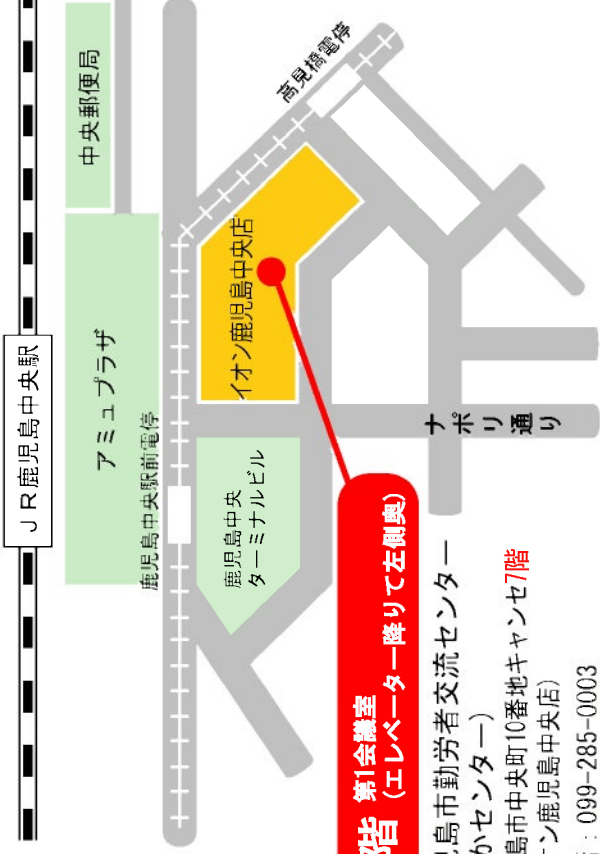 ＪＲ鹿児島中央駅
中央郵便局
アミュプラザ
鹿児島中央駅前電停
高見橋電停
イオン鹿児島中央店
鹿児島中央
ターミナルビル
ナポリ通り
階 第1会議室
(エレベーター降りて左側奥)
児島市勤労者交流センター
かセンター)
島市中央町10番地キャンセ7階
ン鹿児島中央店)
：099-285-0003